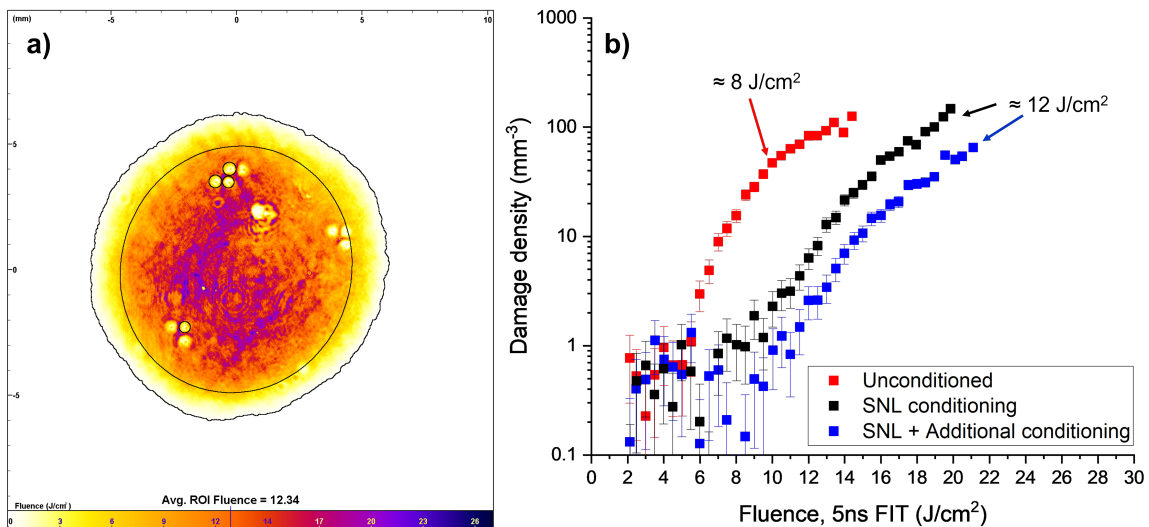 (mm)
-5
0
10
a)
5
0
-5
Avg. ROI Fluence = 12.34
Fluence (J/cm²)
0
3
6
9
12
14
17
20
23
26
b)
1000
100
10
1
0.1
Damage density (mm⁻³)
≈ 8 J/cm²
≈ 12 J/cm²
Unconditioned
SNL conditioning
SNL + Additional conditioning
0 2 4 6 8 10 12 14 16 18 20 22 24 26 28 30
Fluence, 5ns FIT (J/cm²)